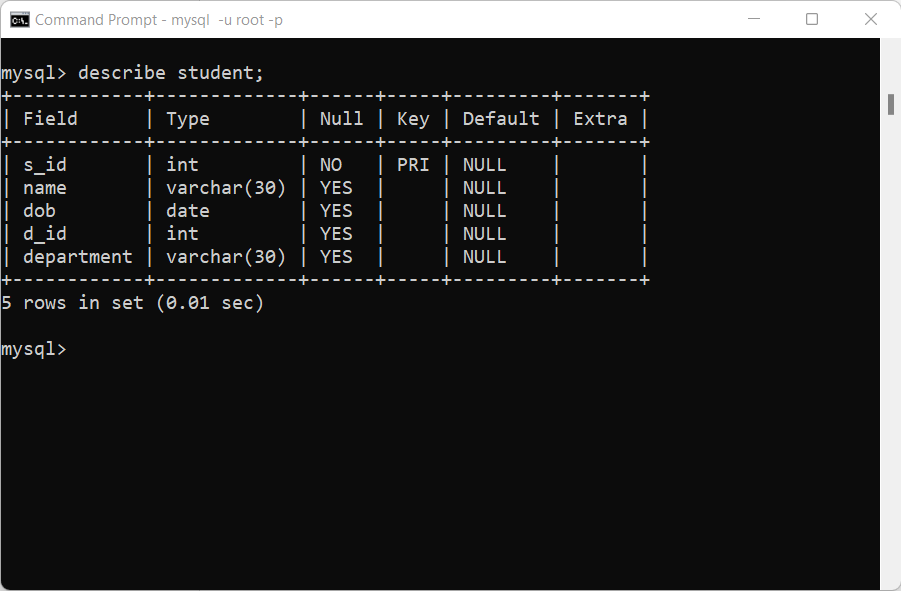 Command Prompt - mysql  -u root -p
mysql> describe student;
+------------+-------------+------+-----+---------+-------+
| Field      | Type        | Null | Key | Default | Extra |
+------------+-------------+------+-----+---------+-------+
| s_id       | int         | NO   | PRI | NULL    |       |
| name       | varchar(30) | YES  |     | NULL    |       |
| dob        | date        | YES  |     | NULL    |       |
| d_id       | int         | YES  |     | NULL    |       |
| department | varchar(30) | YES  |     | NULL    |       |
+------------+-------------+------+-----+---------+-------+
5 rows in set (0.01 sec)
mysql>